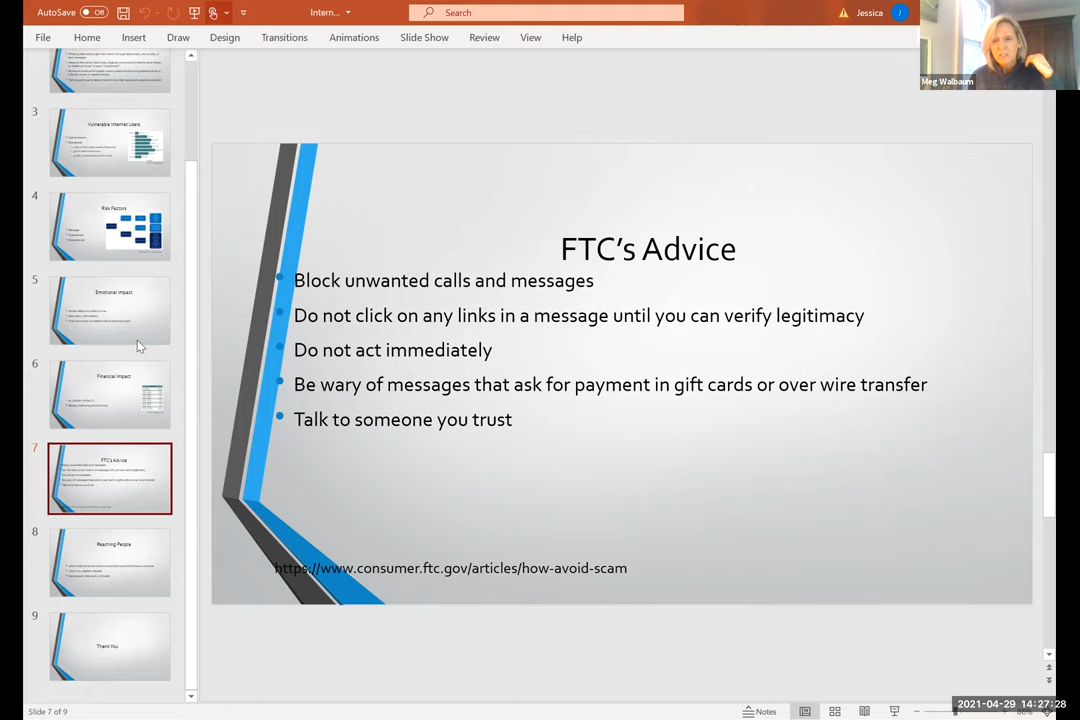 AutoSave Off Intern... Search Jessica J
File Home Insert Draw Design Transitions Animations Slide Show Review View Help
Meg Walbaum
3
Vulnerable Internet Users
4
Risk Factors
5
Emotional Impact
6
Financial Impact
7
FTC's Advice
8
Reaching People
9
Thank You
FTC's Advice
Block unwanted calls and messages
Do not click on any links in a message until you can verify legitimacy
Do not act immediately
Be wary of messages that ask for payment in gift cards or over wire transfer
Talk to someone you trust
https://www.consumer.ftc.gov/articles/how-avoid-scam
Slide 7 of 9 Notes
2021-04-29 14:27:28